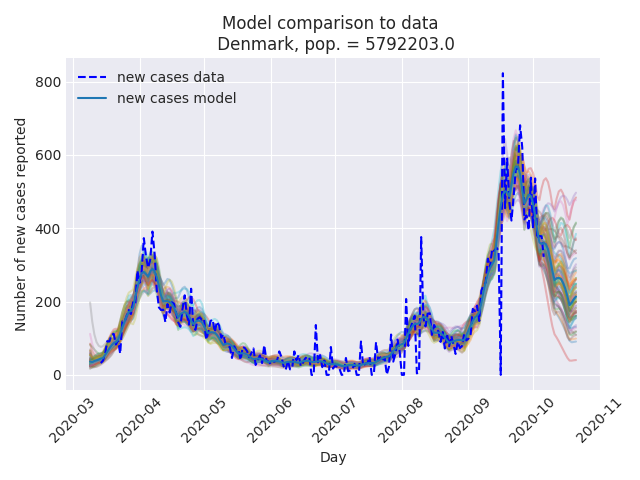 Model comparison to data
Denmark, pop. = 5792203.0
new cases data
new cases model
Number of new cases reported
800
600
400
200
0
2020-03
2020-04
2020-05
2020-06
2020-07
2020-08
2020-09
2020-10
2020-11
Day